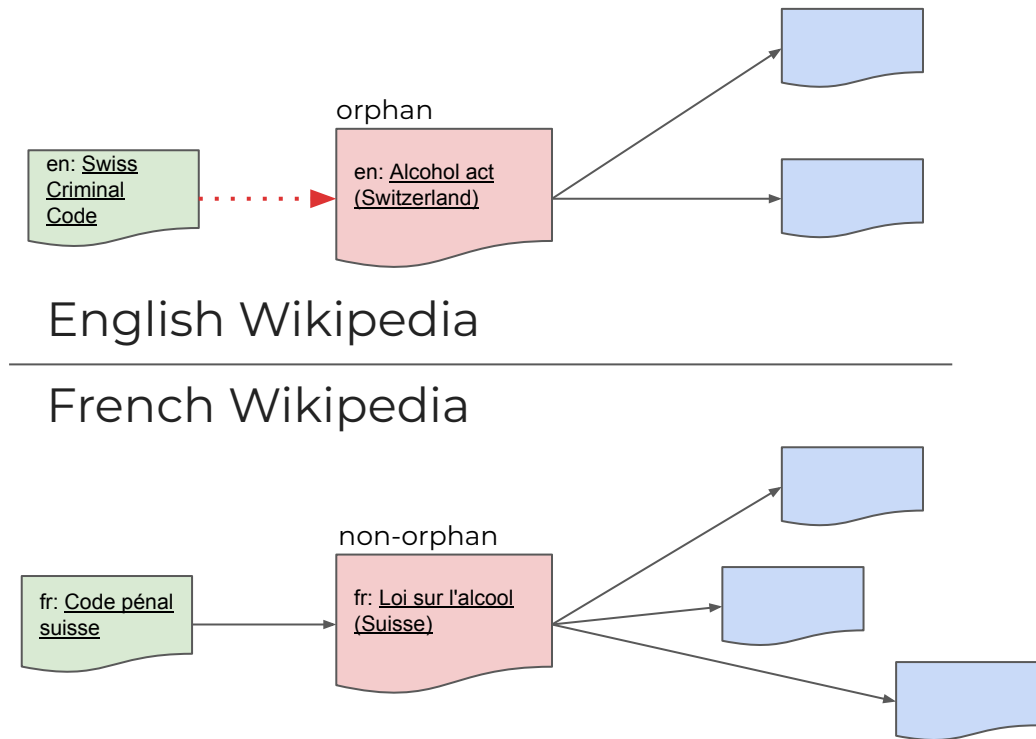 orphan
en: Swiss
Criminal
Code
en: Alcohol act
(Switzerland)
English Wikipedia
French Wikipedia
non-orphan
fr: Code pénal
suisse
fr: Loi sur l'alcool
(Suisse)